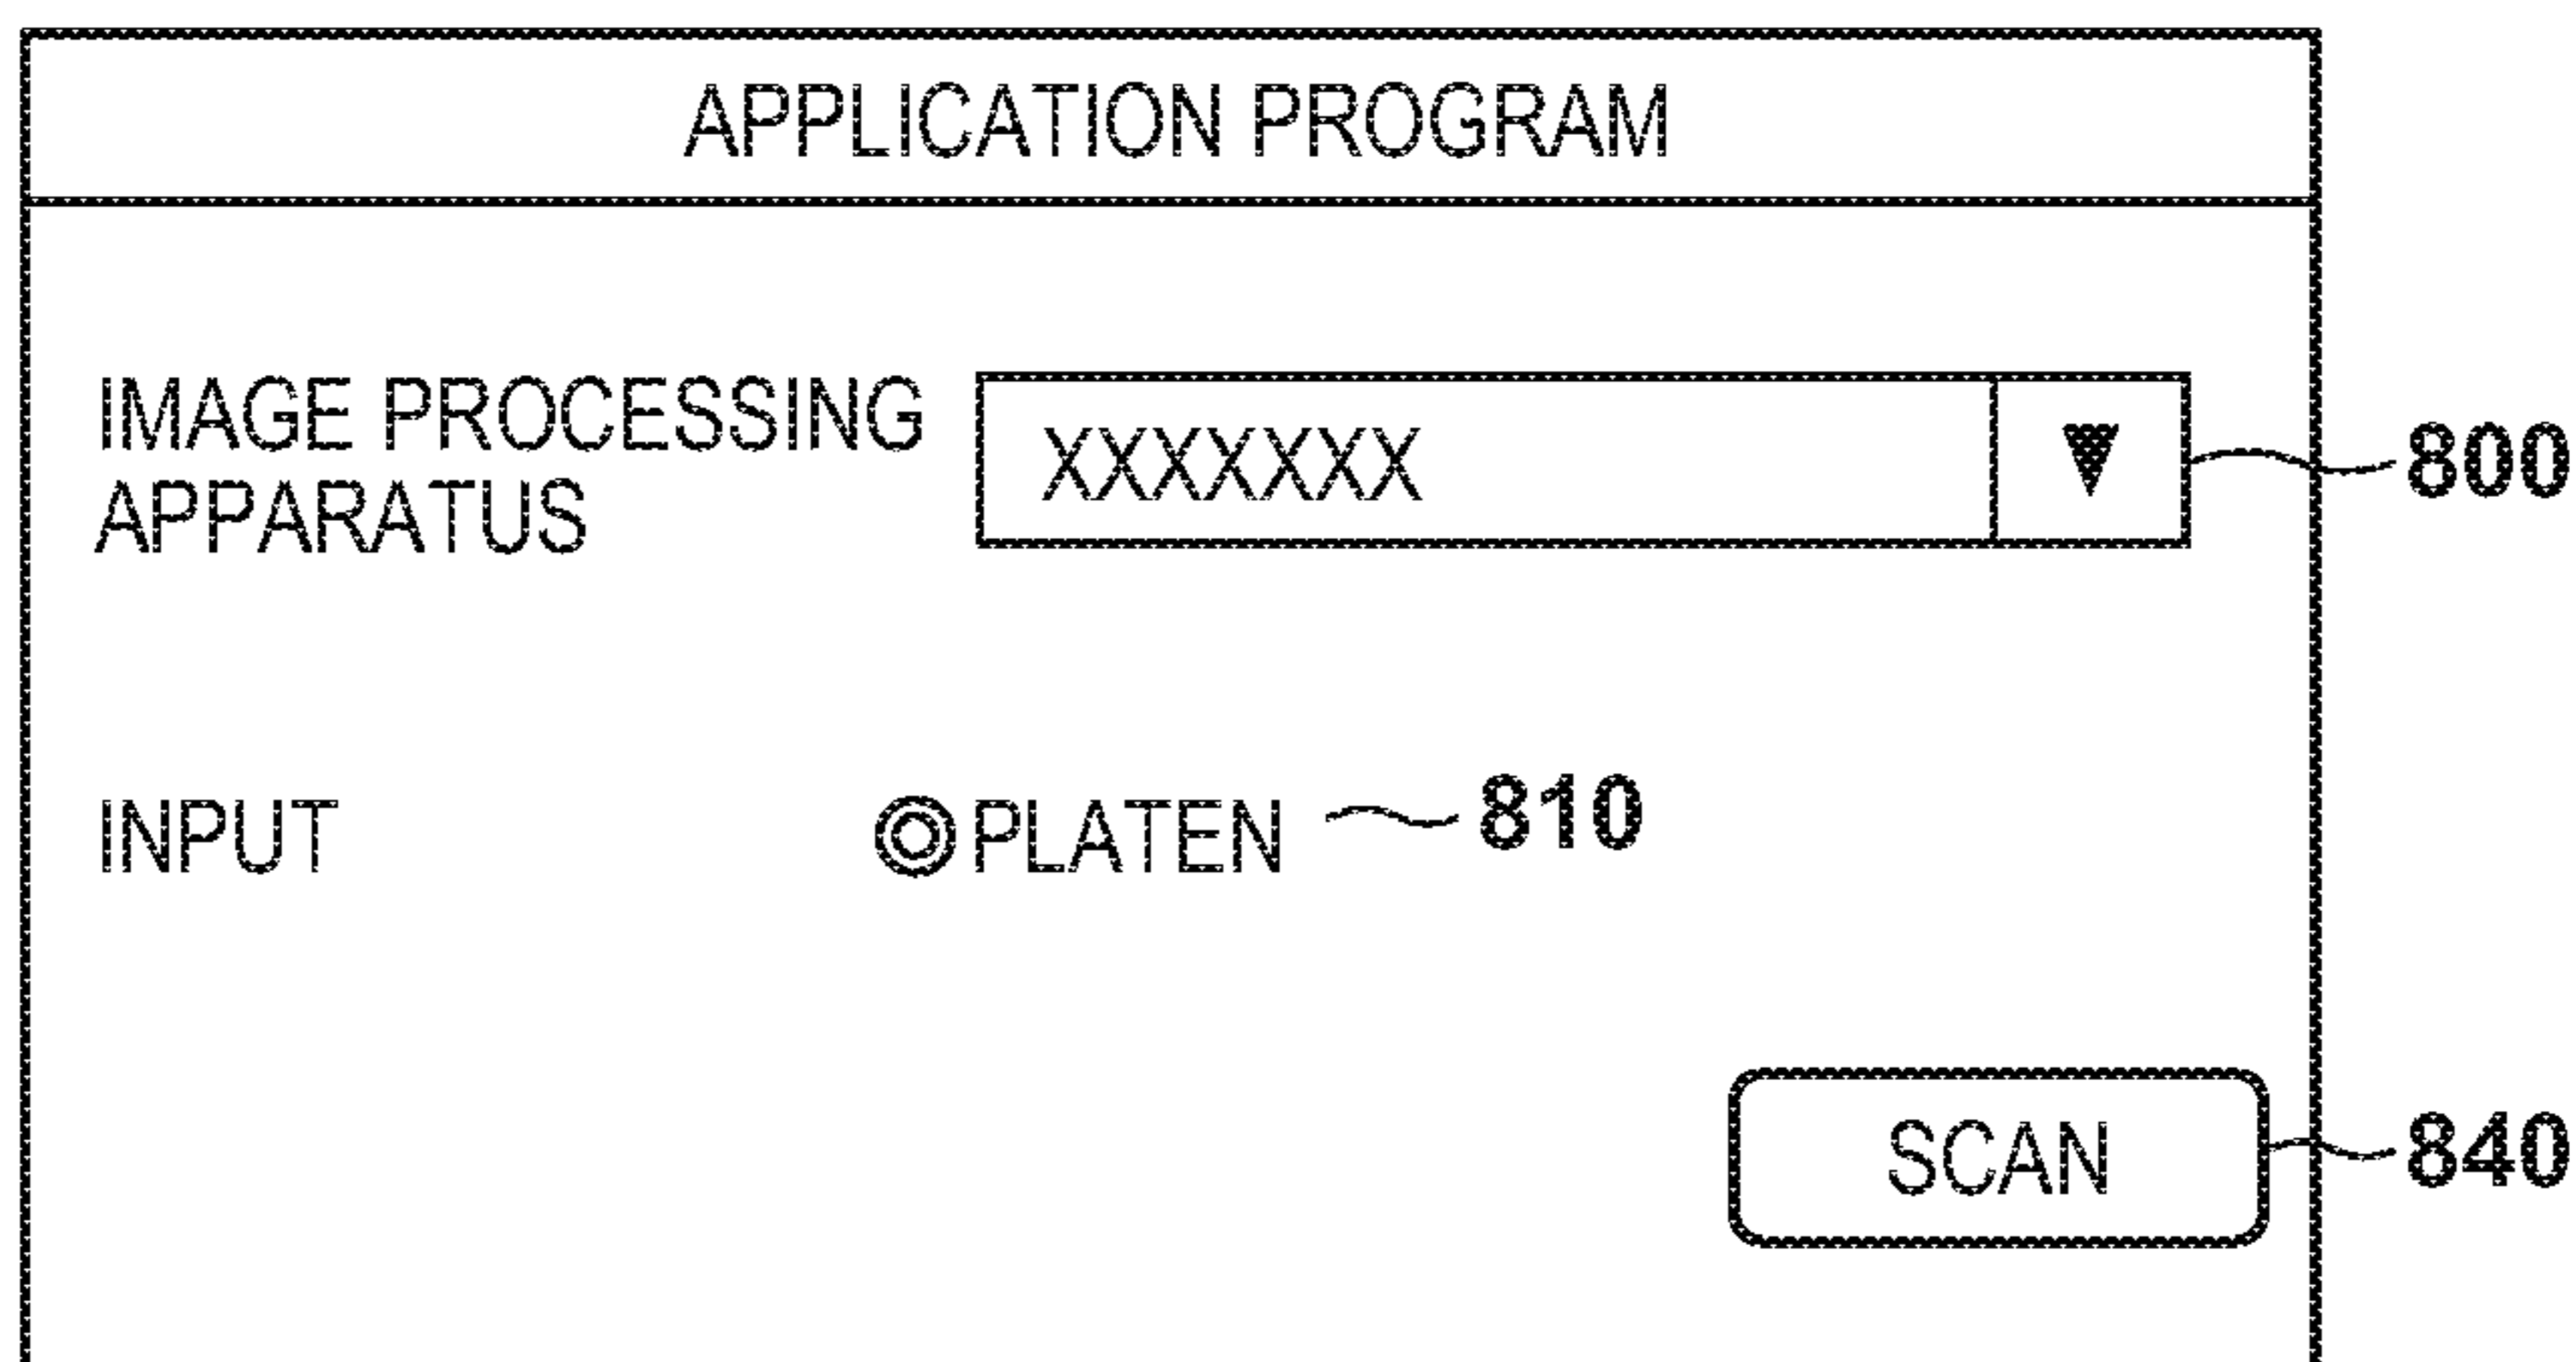 APPLICATION PROGRAM
IMAGE PROCESSING
APPARATUS
XXXXXXX
800
INPUT
PLATEN
810
SCAN
840